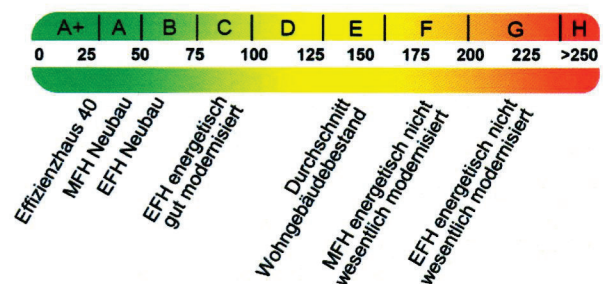 A+ A B C D E F G H
0 25 50 75 100 125 150 175 200 225 >250
Effizienzhaus 40
MFH Neubau
EFH Neubau
EFH energetisch
gut modernisiert
Durchschnitt
Wohngebäudebestand
MFH energetisch nicht
wesentlich modernisiert
EFH energetisch nicht
wesentlich modernisiert